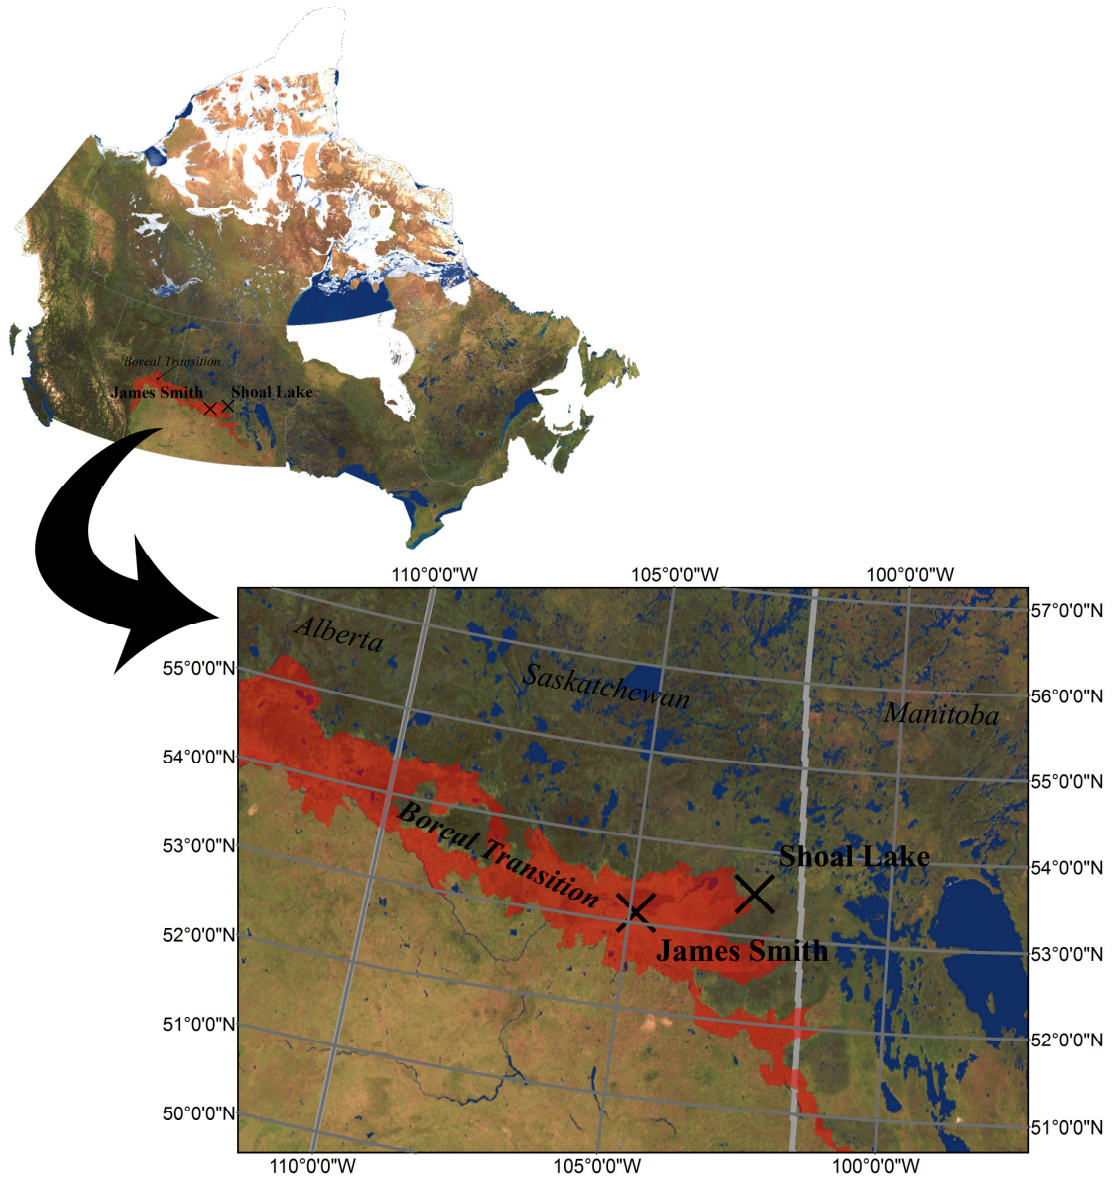 Boreal Transition
James Smith
Shoal Lake
110°0'0"W
105°0'0"W
100°0'0"W
57°0'0"N
Alberta
55°0'0"N
Saskatchewan
56°0'0"N
Manitoba
54°0'0"N
55°0'0"N
Boreal Transition
53°0'0"N
Shoal Lake
54°0'0"N
52°0'0"N
James Smith
53°0'0"N
51°0'0"N
52°0'0"N
50°0'0"N
51°0'0"N
110°0'0"W
105°0'0"W
100°0'0"W